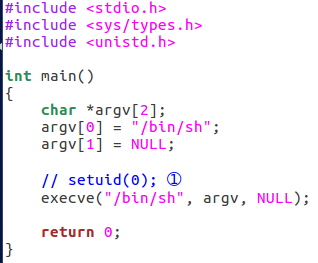 #include <stdio.h>
#include <sys/types.h>
#include <unistd.h>
int main()
{
    char *argv[2];
    argv[0] = "/bin/sh";
    argv[1] = NULL;
    // setuid(0); ①
    execve("/bin/sh", argv, NULL);
    return 0;
}